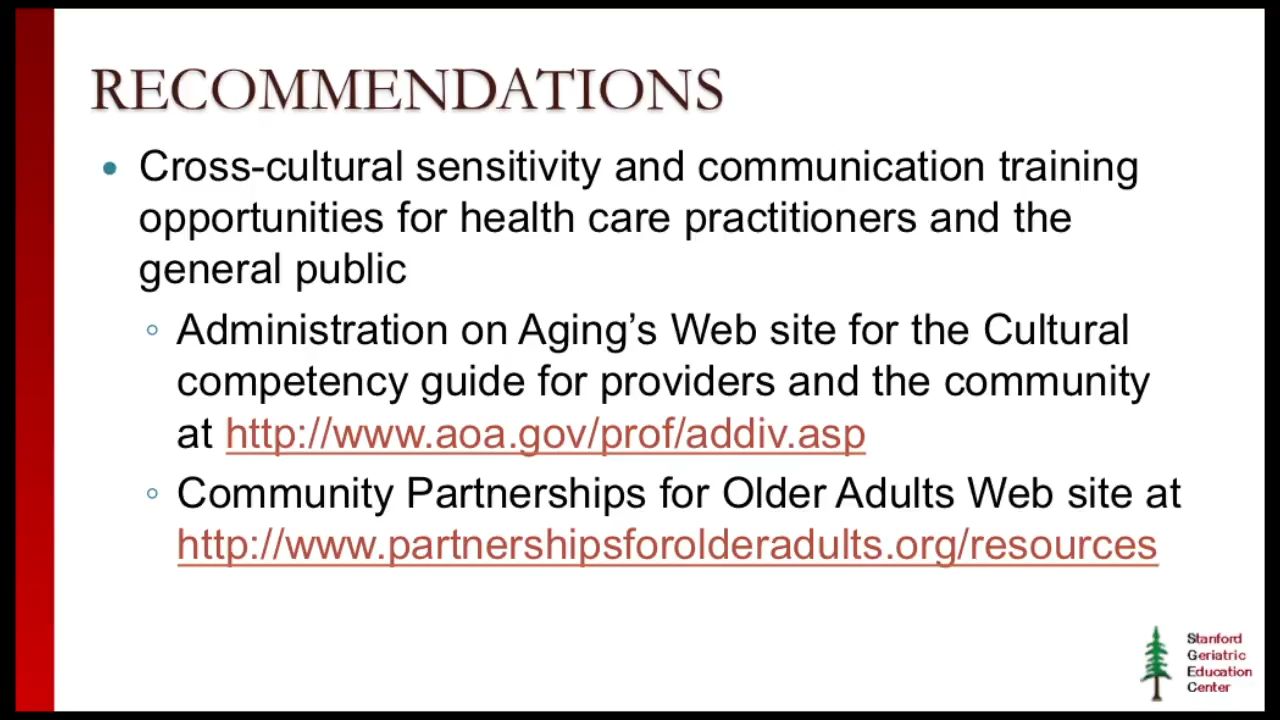 RECOMMENDATIONS
• Cross-cultural sensitivity and communication training
opportunities for health care practitioners and the
general public
◦ Administration on Aging’s Web site for the Cultural
competency guide for providers and the community
at http://www.aoa.gov/prof/addiv.asp
◦ Community Partnerships for Older Adults Web site at
http://www.partnershipsforolderadults.org/resources
Stanford
Geriatric
Education
Center